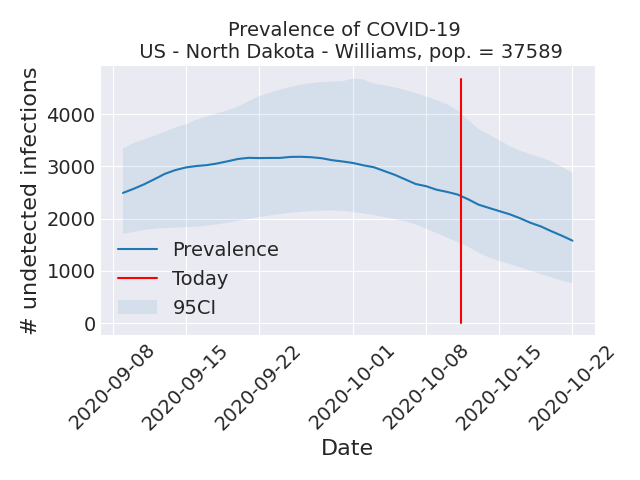 Prevalence of COVID-19
US - North Dakota - Williams, pop. = 37589
# undetected infections
4000
3000
2000
1000
0
Prevalence
Today
95CI
2020-09-08
2020-09-15
2020-09-22
2020-10-01
2020-10-08
2020-10-15
2020-10-22
Date